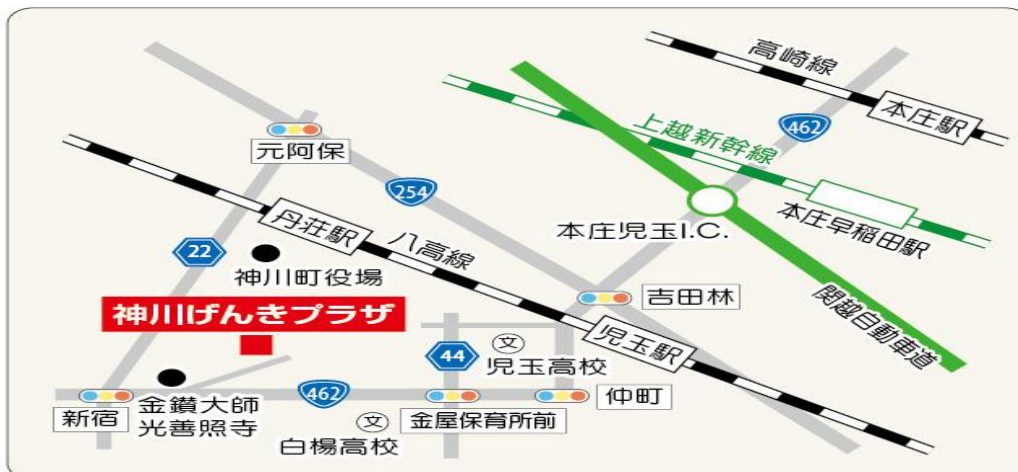 高崎線
本庄駅
462
上越新幹線
元阿保
254
本庄早稲田駅
本庄児玉I.C.
丹荘駅
八高線
22
神川町役場
関越自動車道
吉田林
神川げんきプラザ
児玉駅
44
文
児玉高校
462
仲町
新宿
金鑚大師
光善照寺
文
白楊高校
金屋保育所前